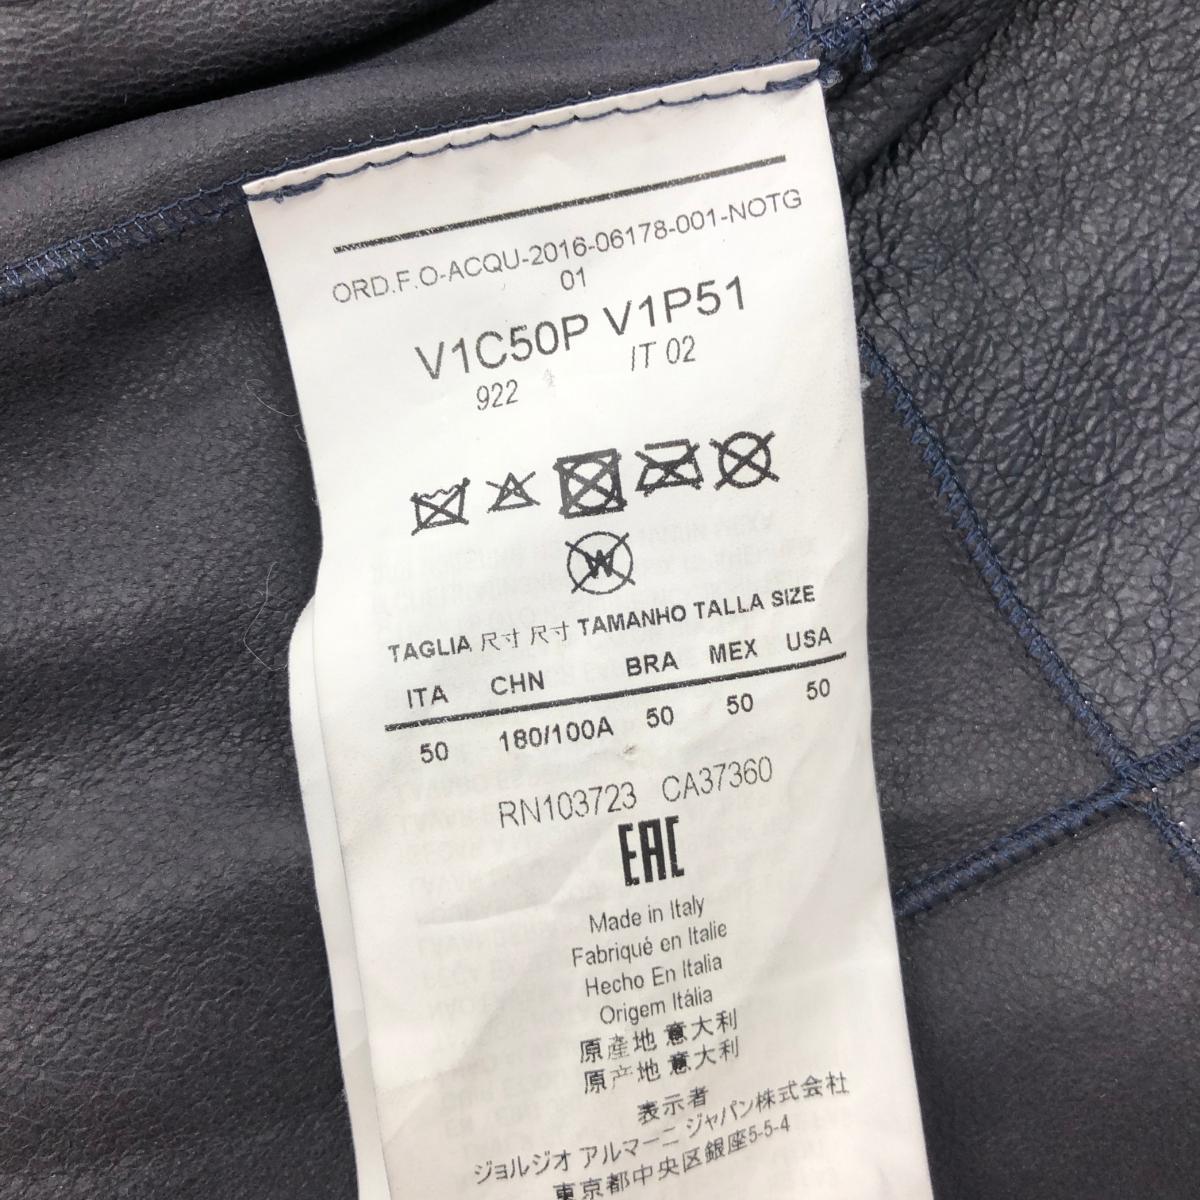 ORD.F.O-ACQU-2016-06178-001-NOTG
01
V1C50P V1P51
922 IT 02
W
TAGLIA 尺寸 尺寸 TAMANHO TALLA SIZE
ITA CHN BRA MEX USA
50 180/100A 50 50 50
RN103723 CA37360
EAC
Made in Italy
Fabriqué en Italie
Hecho En Italia
Origem Itália
原産地 意大利
原产地 意大利
表示者
ジョルジオ アルマーニ ジャパン株式会社
東京都中央区銀座5-5-4